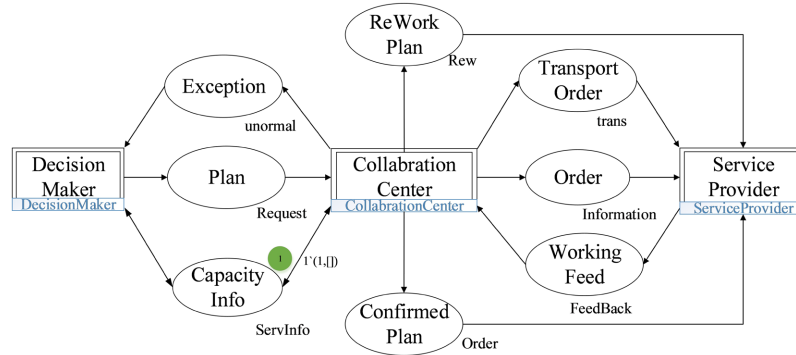 ReWork
Plan
Rew
Exception
unormal
Transport
Order
trans
Decision
Maker
DecisionMaker
Plan
Request
Collabration
Center
CollabrationCenter
Order
Information
Service
Provider
ServiceProvider
1
1`(1,[])
Capacity
Info
ServInfo
Working
Feed
FeedBack
Confirmed
Plan
Order